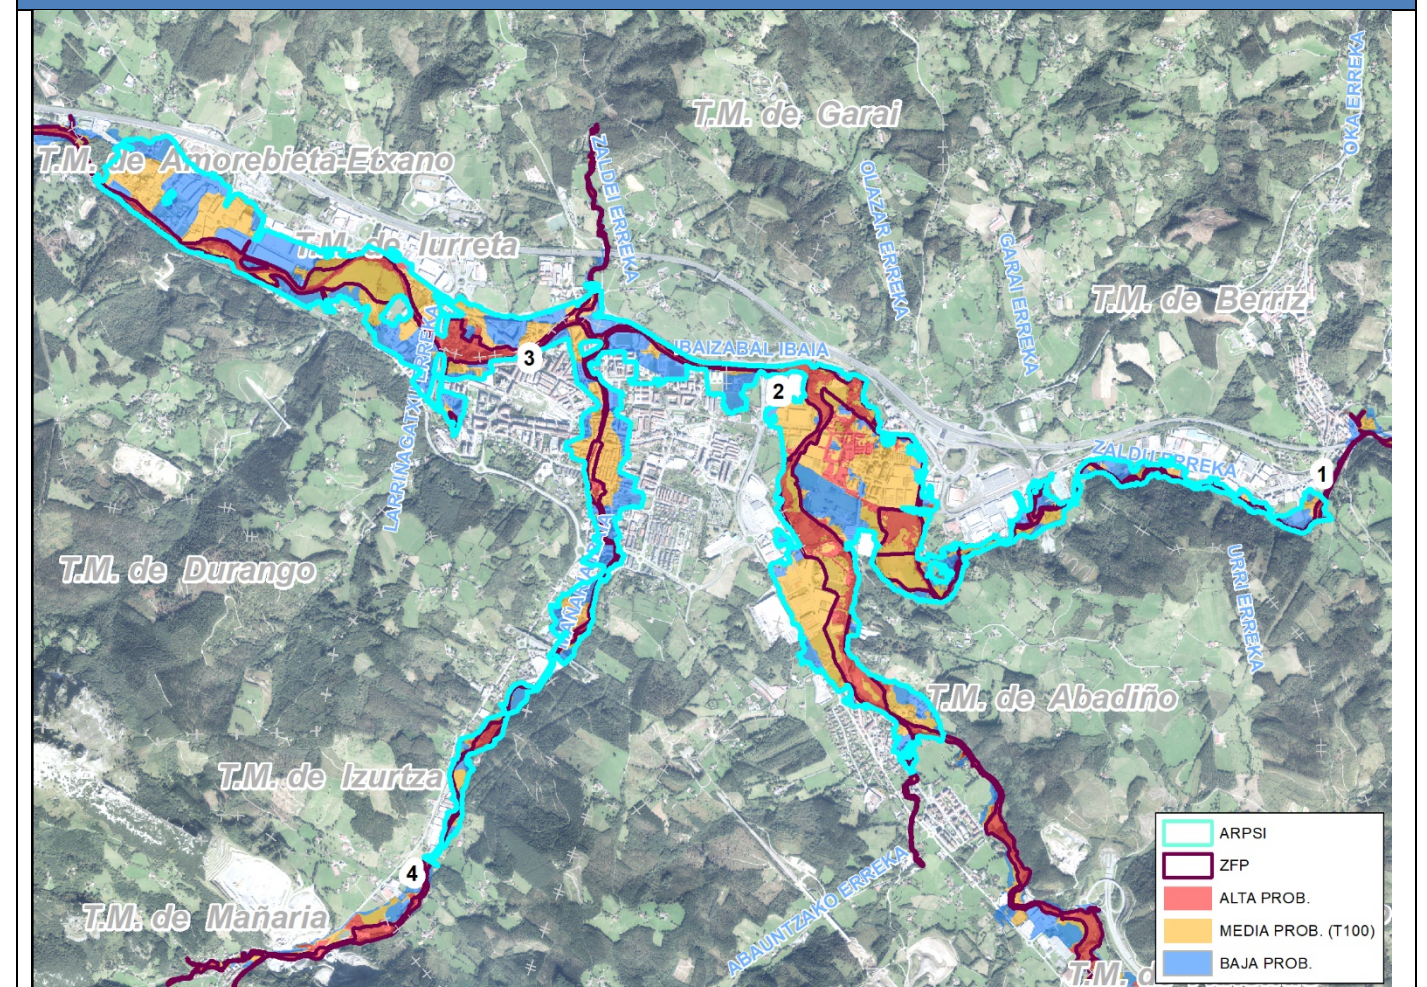 T.M. de Garai
OKA ERREKA
T.M. de Amorebieta-Etxano
ZALDEI ERREKA
OLAZAR ERREKA
T.M. de Iurreta
GARAI ERREKA
T.M. de Berriz
LARRIÑAGATXU ERREKA
IBAIZABAL IBAIA
3
2
ZALDU ERREKA
1
T.M. de Durango
URRI ERREKA
T.M. de Abadiño
T.M. de Izurtza
4
T.M. de Mañaria
ABAUNTZAKO ERREKA
T.M. d
ARPSI
ZFP
ALTA PROB.
MEDIA PROB. (T100)
BAJA PROB.